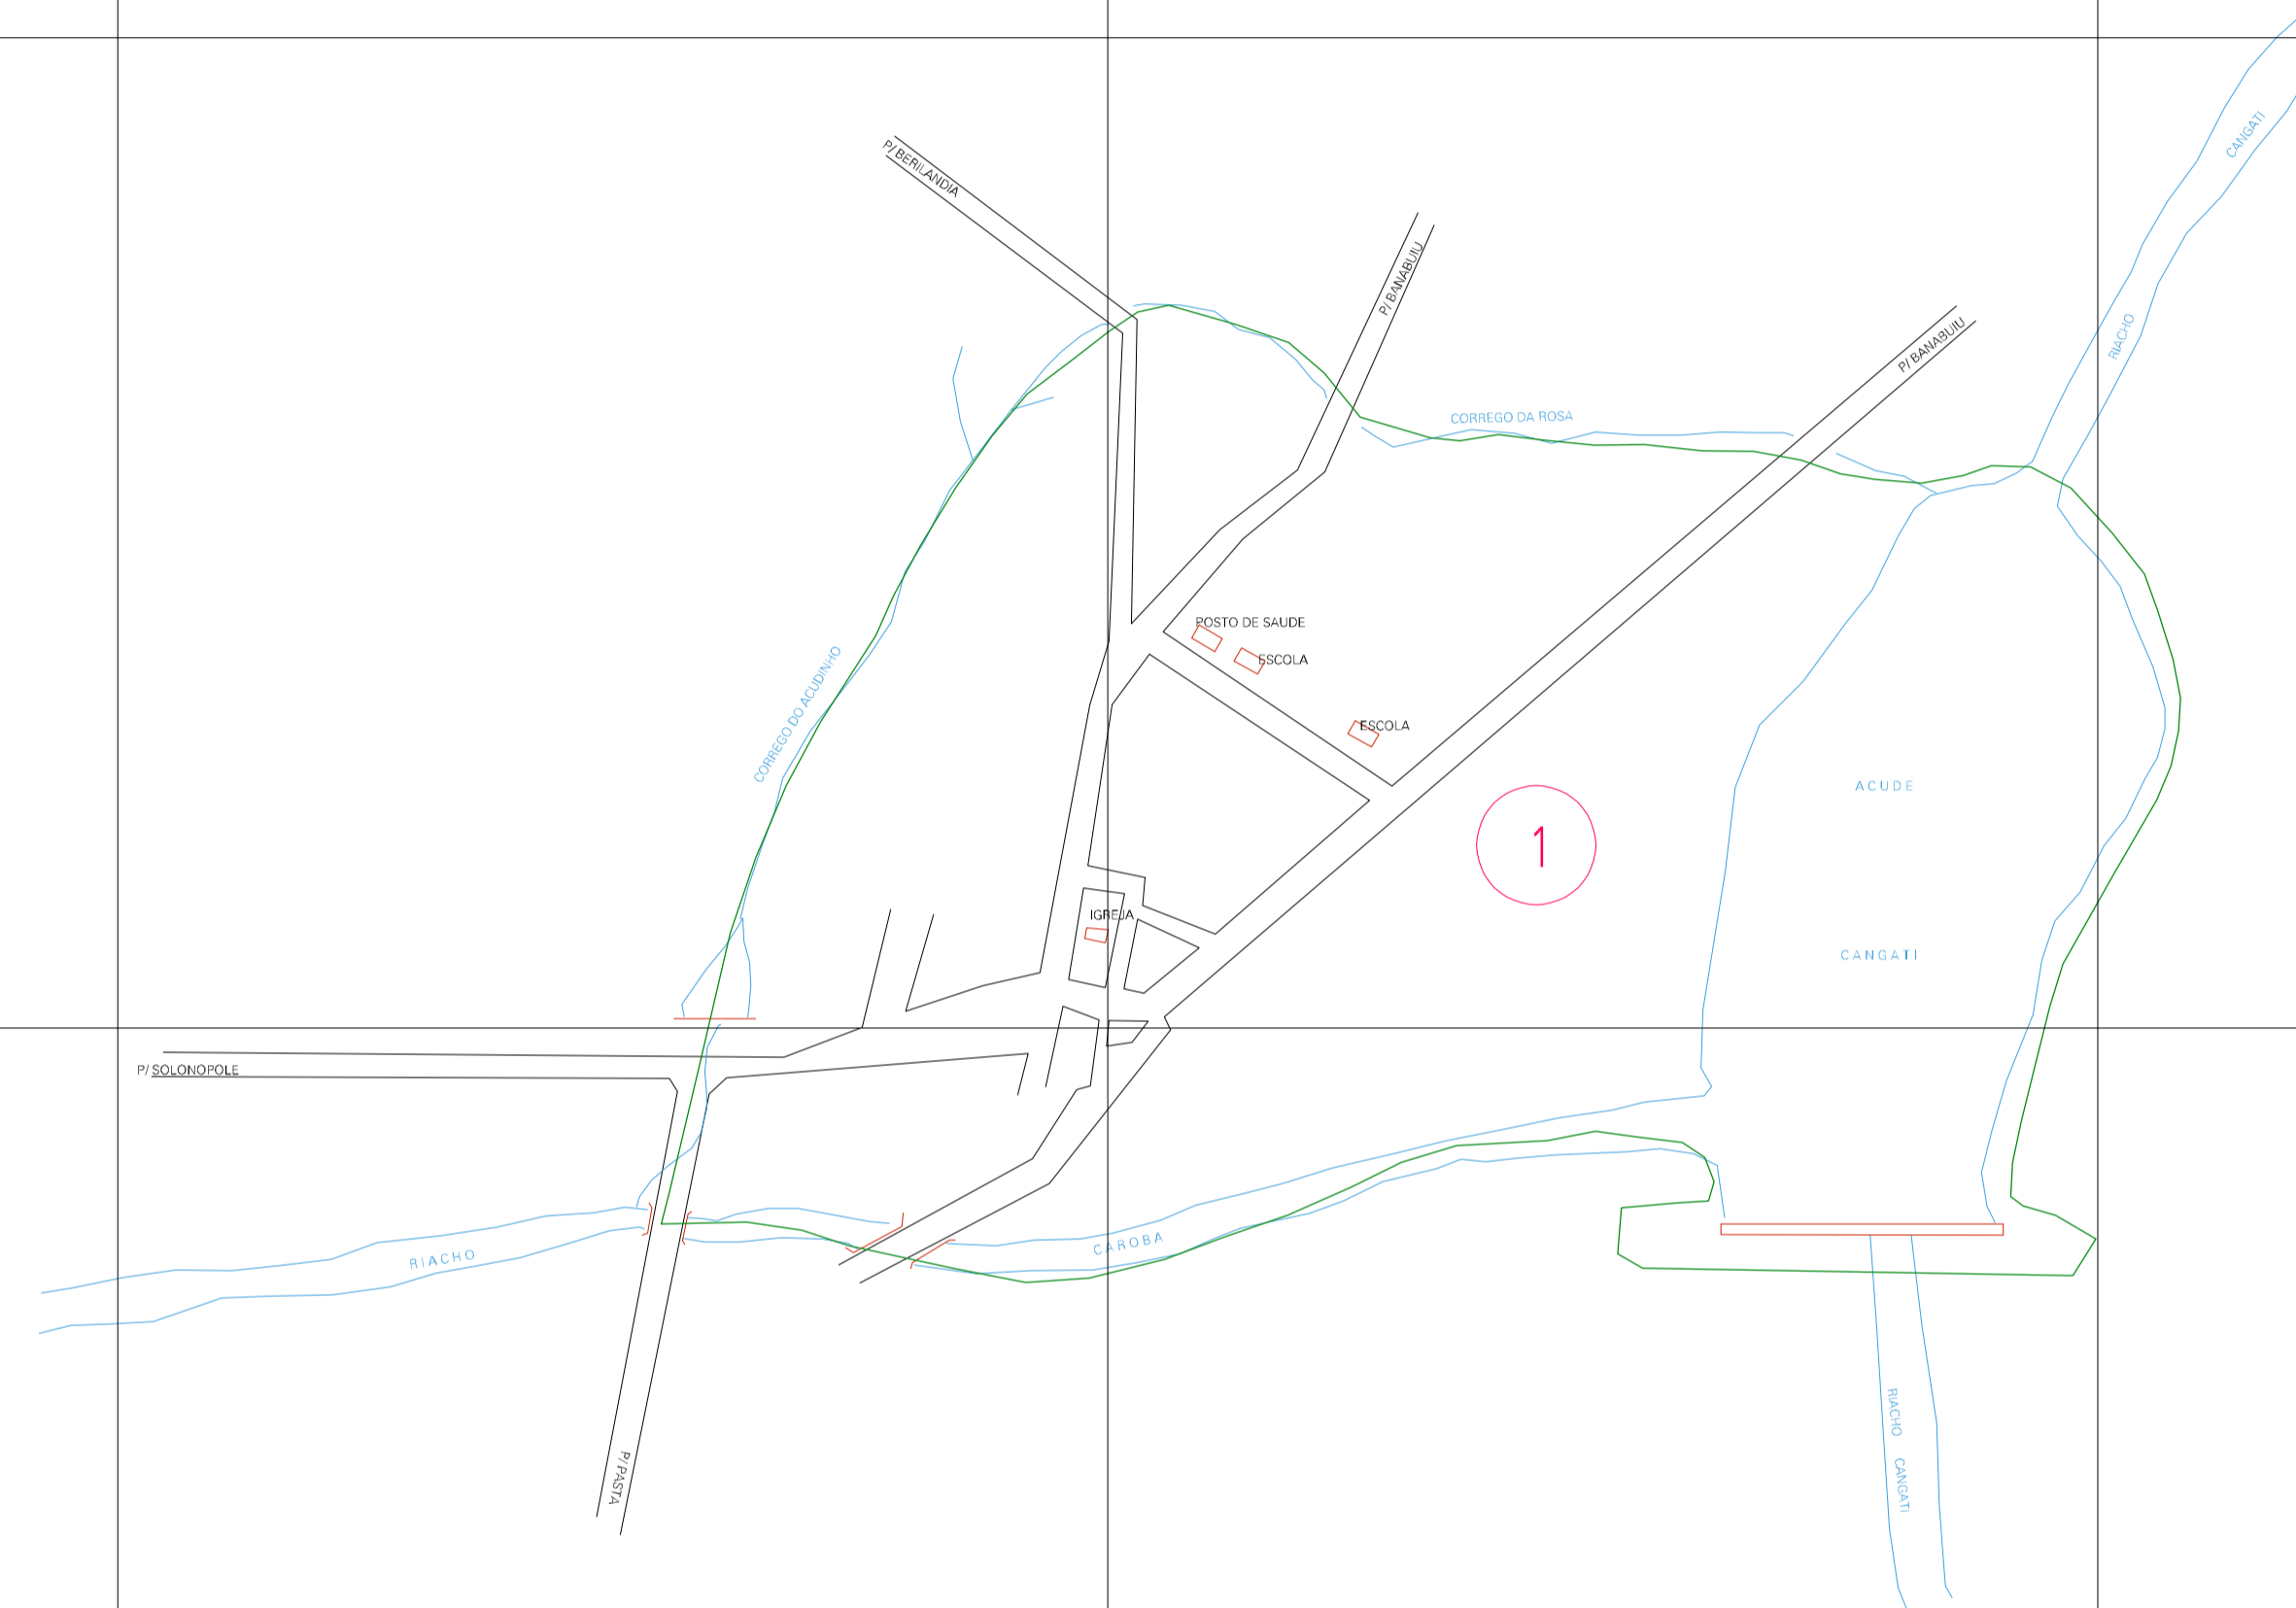 CANGATI
P/ BERILANDIA
P/ BANABUIU
RIACHO
P/ BANABUIU
CORREGO DA ROSA
POSTO DE SAUDE
ESCOLA
CORREGO DO ACUDINHO
ESCOLA
ACUDE
1
IGREJA
CANGATI
P/ SOLONOPOLE
CAROBA
RIACHO
RIACHO CANGATI
P/ PASTA